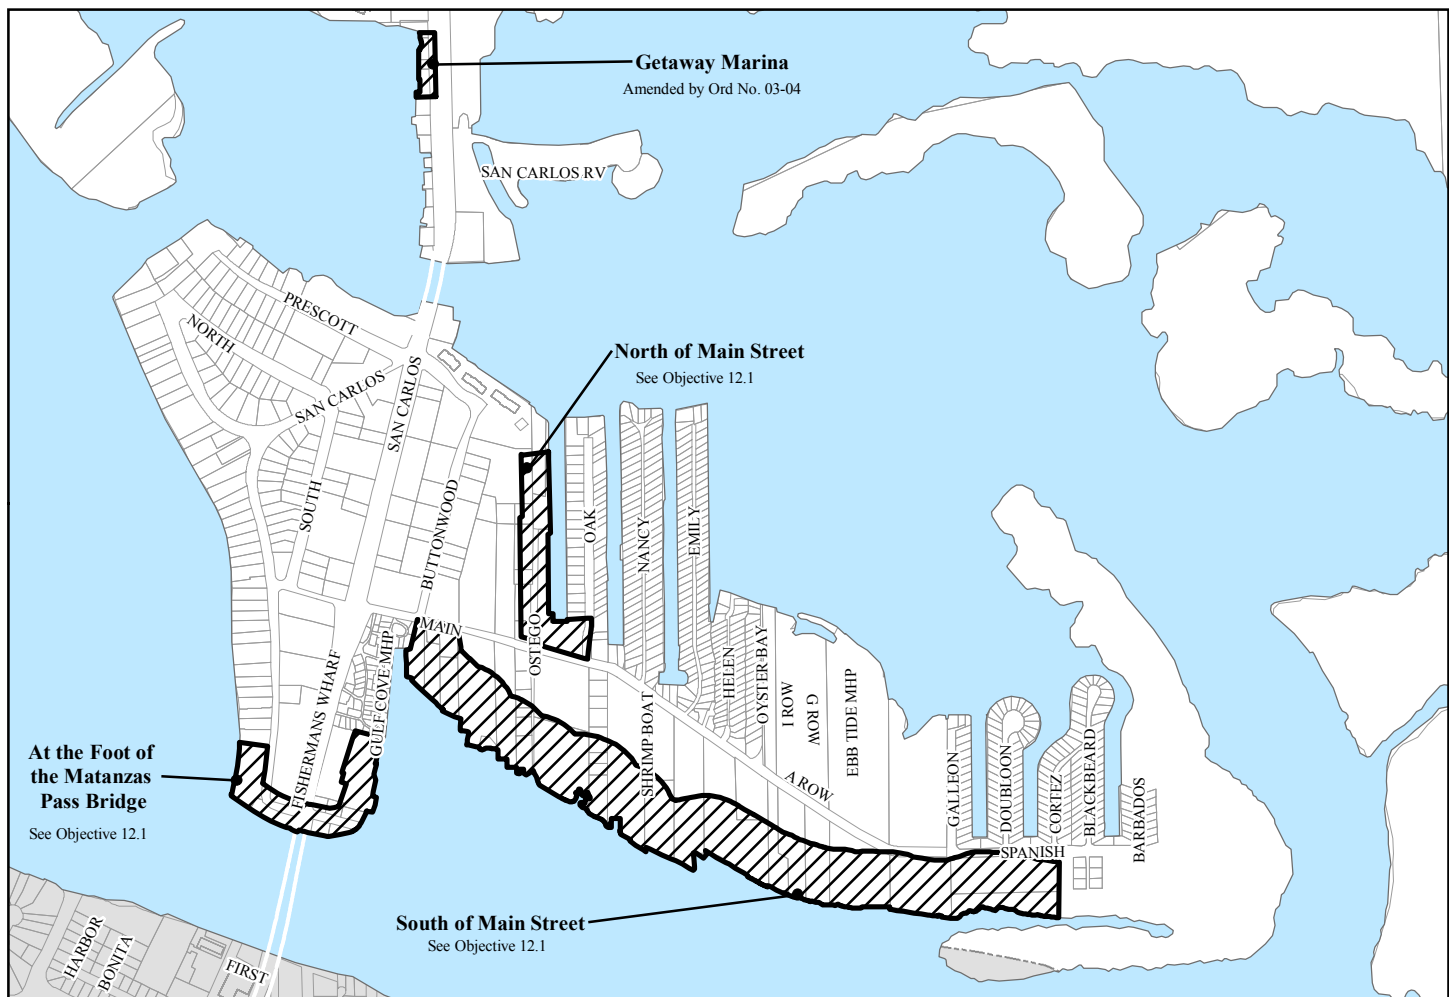 Getaway Marina
Amended by Ord No. 03-04
SAN CARLOS RV
PRESCOTT
NORTH
SAN CARLOS
SAN CARLOS
North of Main Street
See Objective 12.1
SOUTH
BUTTONWOOD
OAK
NANCY
EMILY
MAIN
OSTEGO
GULF COVE MHP
FISHERMANS WHARF
SHRIMP BOAT
HELEN
OYSTER BAY
I ROW
G ROW
EBB TIDE MHP
A ROW
GALLEON
DOUBLOON
CORTEZ
BLACKBEARD
BARBADOS
SPANISH
At the Foot of
the Matanzas
Pass Bridge
See Objective 12.1
South of Main Street
See Objective 12.1
HARBOR
BONITA
FIRST